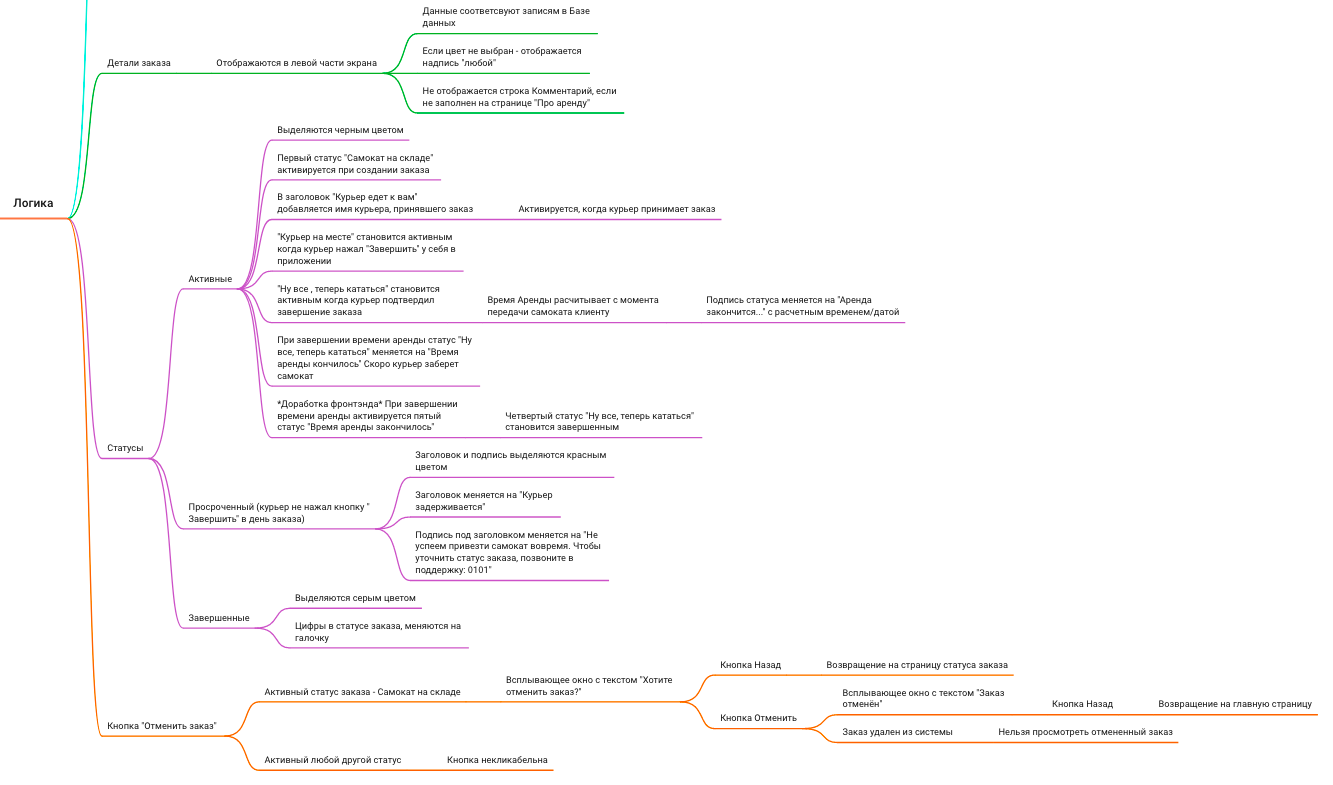 Логика
Детали заказа
Отображаются в левой части экрана
Данные соответсвуют записям в Базе
данных
Если цвет не выбран - отображается
надпись "любой"
Не отображается строка Комментарий, если
не заполнен на странице "Про аренду"
Статусы
Активные
Выделяются черным цветом
Первый статус "Самокат на складе"
активируется при создании заказа
В заголовок "Курьер едет к вам"
добавляется имя курьера, принявшего заказ
Активируется, когда курьер принимает заказ
"Курьер на месте" становится активным
когда курьер нажал "Завершить" у себя в
приложении
"Ну все , теперь кататься" становится
активным когда курьер подтвердил
завершение заказа
Время Аренды расчитывает с момента
передачи самоката клиенту
Подпись статуса меняется на "Аренда
закончится..." с расчетным временем/датой
При завершении времени аренды статус "Ну
все, теперь кататься" меняется на "Время
аренды кончилось" Скоро курьер заберет
самокат
*Доработка фронтэнда* При завершении
времени аренды активируется пятый
статус "Время аренды закончилось"
Четвертый статус "Ну все, теперь кататься"
становится завершенным
Просроченный (курьер не нажал кнопку "
Завершить" в день заказа)
Заголовок и подпись выделяются красным
цветом
Заголовок меняется на "Курьер
задерживается"
Подпись под заголовком меняется на "Не
успеем привезти самокат вовремя. Чтобы
уточнить статус заказа, позвоните в
поддержку: 0101"
Завершенные
Выделяются серым цветом
Цифры в статусе заказа, меняются на
галочку
Кнопка "Отменить заказ"
Активный статус заказа - Самокат на складе
Всплывающее окно с текстом "Хотите
отменить заказ?"
Кнопка Назад
Возвращение на страницу статуса заказа
Кнопка Отменить
Всплывающее окно с текстом "Заказ
отменён"
Кнопка Назад
Возвращение на главную страницу
Заказ удален из системы
Нельзя просмотреть отмененный заказ
Активный любой другой статус
Кнопка некликабельна